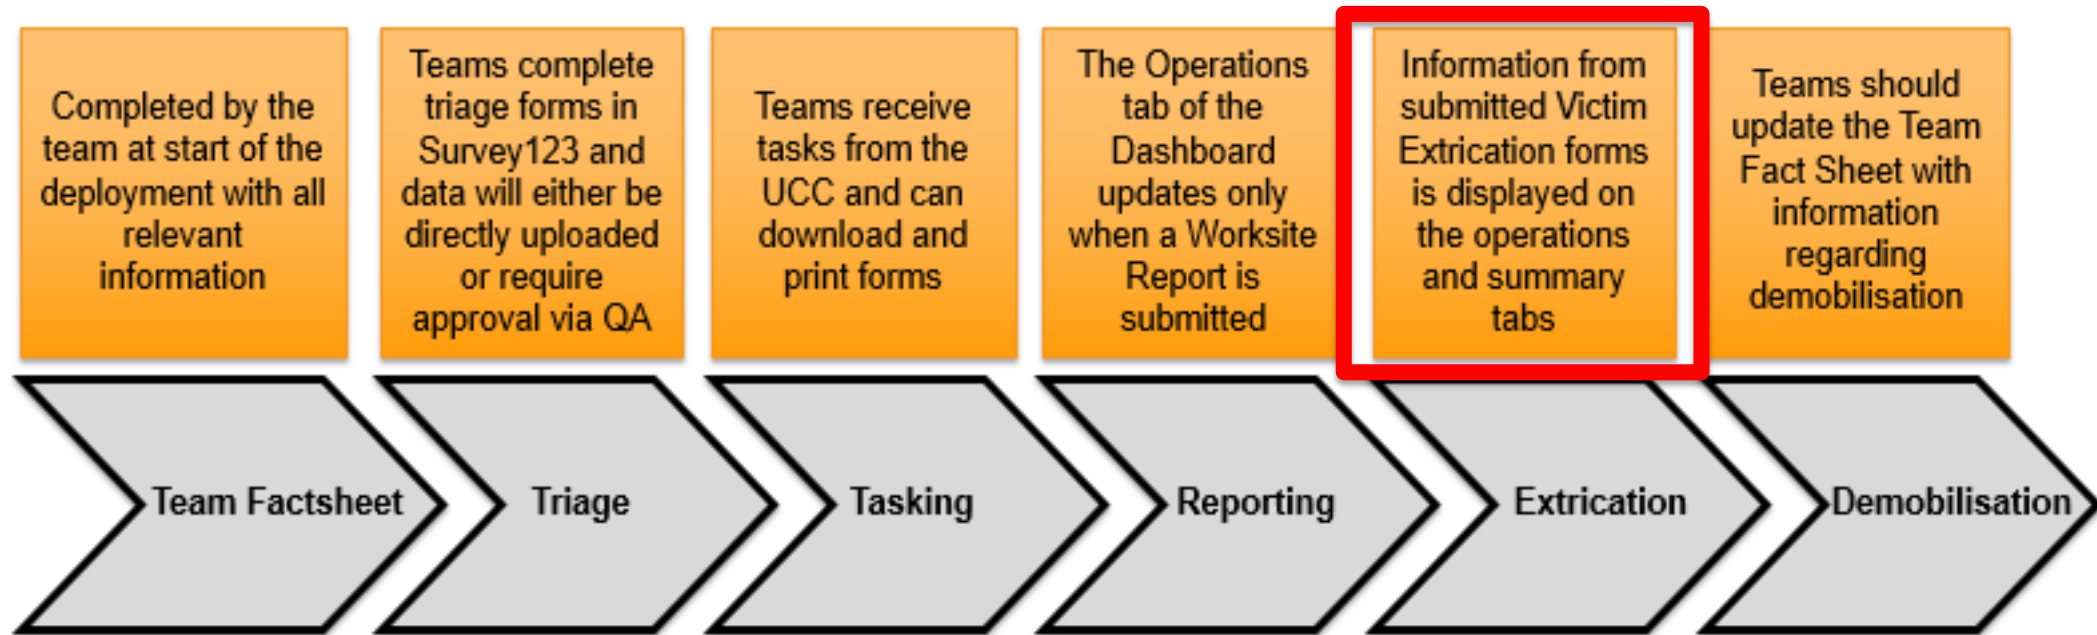 Completed by the
team at start of the
deployment with all
relevant
information
Teams complete
triage forms in
Survey123 and
data will either be
directly uploaded
or require
approval via QA
Teams receive
tasks from the
UCC and can
download and
print forms
The Operations
tab of the
Dashboard
updates only
when a Worksite
Report is
submitted
Information from
submitted Victim
Extrication forms
is displayed on
the operations
and summary
tabs
Teams should
update the Team
Fact Sheet with
information
regarding
demobilisation
Team Factsheet
Triage
Tasking
Reporting
Extrication
Demobilisation